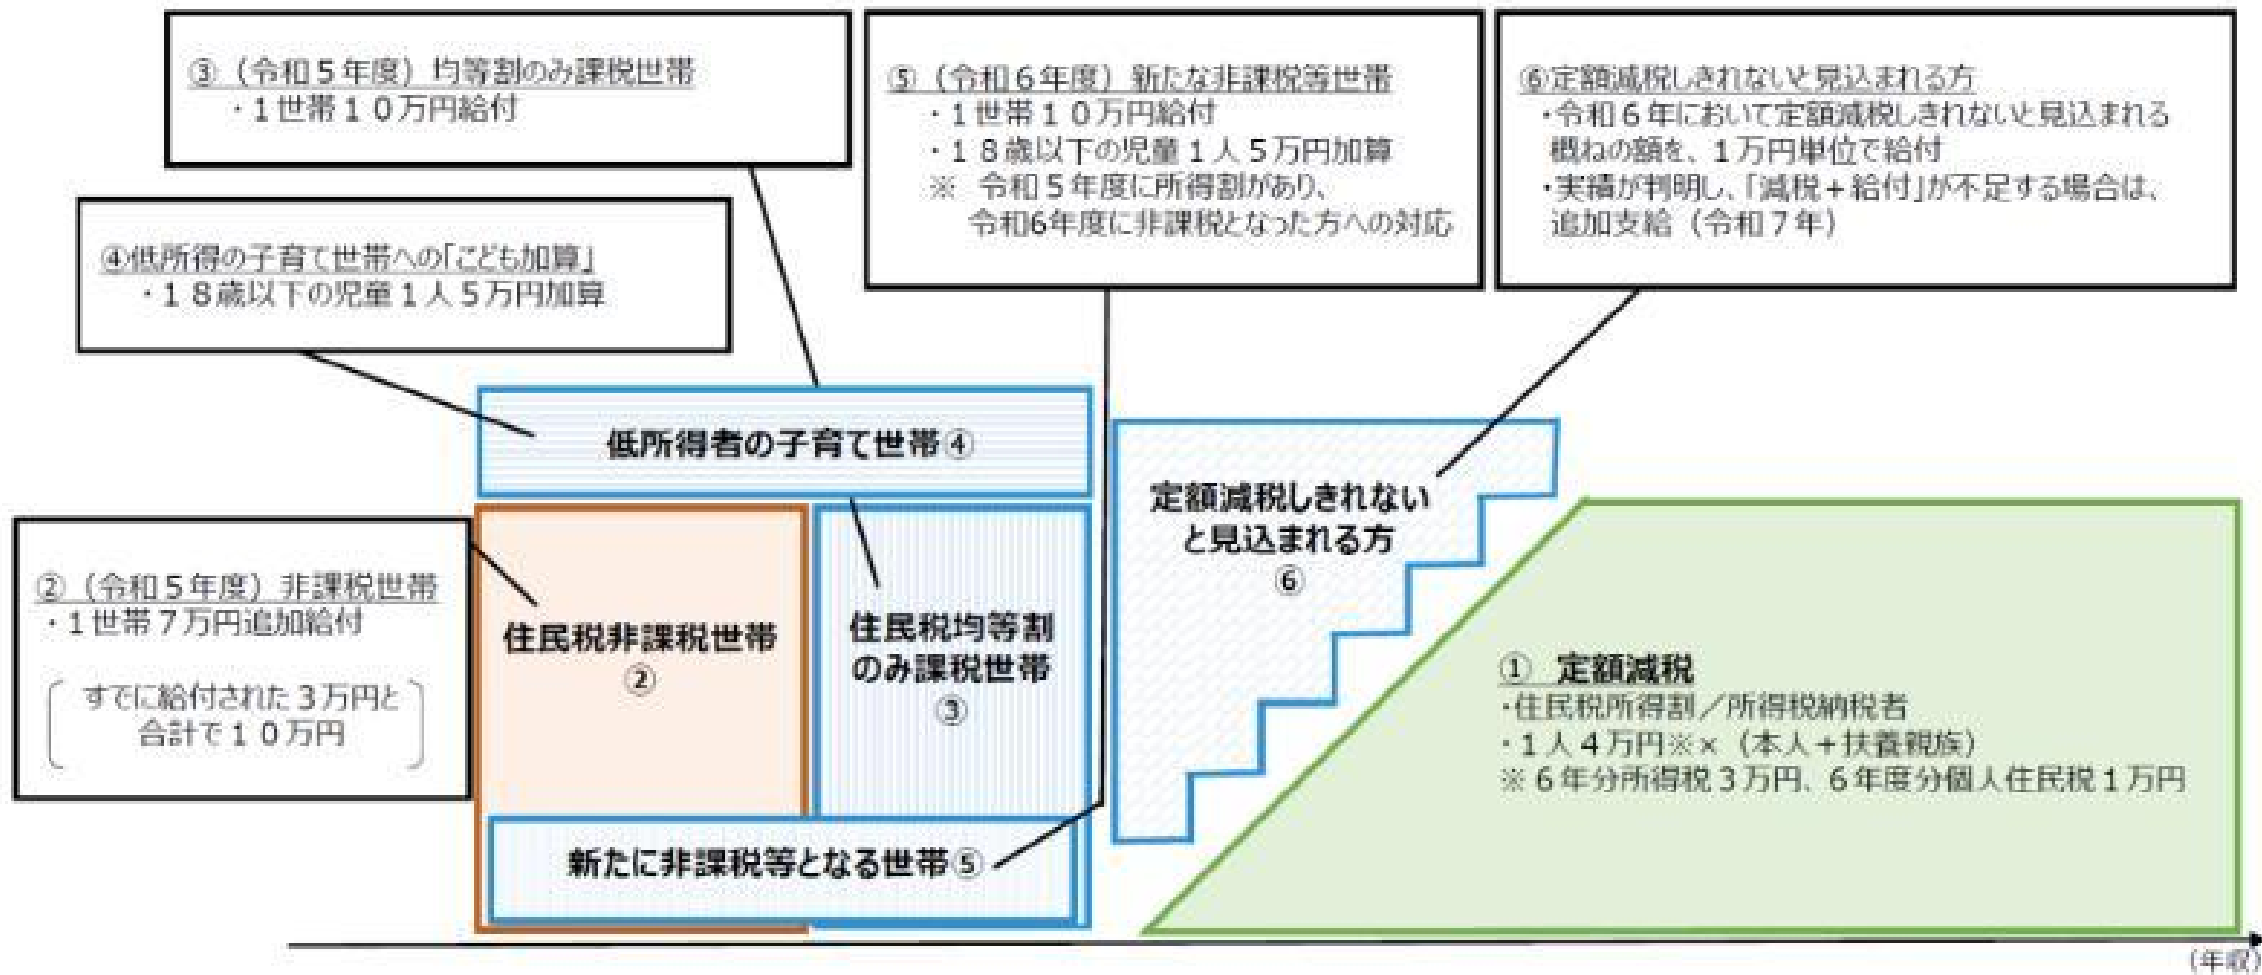 ③（令和５年度）均等割のみ課税世帯
・１世帯１０万円給付
⑤（令和６年度）新たな非課税等世帯
・１世帯１０万円給付
・１８歳以下の児童１人５万円加算
※　令和５年度に所得割があり、
令和6年度に非課税となった方への対応
⑥定額減税しきれないと見込まれる方
・令和６年において定額減税しきれないと見込まれる
概ねの額を、１万円単位で給付
・実績が判明し、「減税＋給付」が不足する場合は、
追加支給（令和７年）
④低所得の子育て世帯への「こども加算」
・１８歳以下の児童１人５万円加算
低所得者の子育て世帯④
定額減税しきれない
と見込まれる方
⑥
②（令和５年度）非課税世帯
・１世帯７万円追加給付
すでに給付された３万円と
合計で１０万円
住民税非課税世帯
②
住民税均等割
のみ課税世帯
③
①　定額減税
・住民税所得割／所得税納税者
・１人４万円※×（本人＋扶養親族）
※６年分所得税３万円、６年度分個人住民税１万円
新たに非課税等となる世帯⑤
（年収）